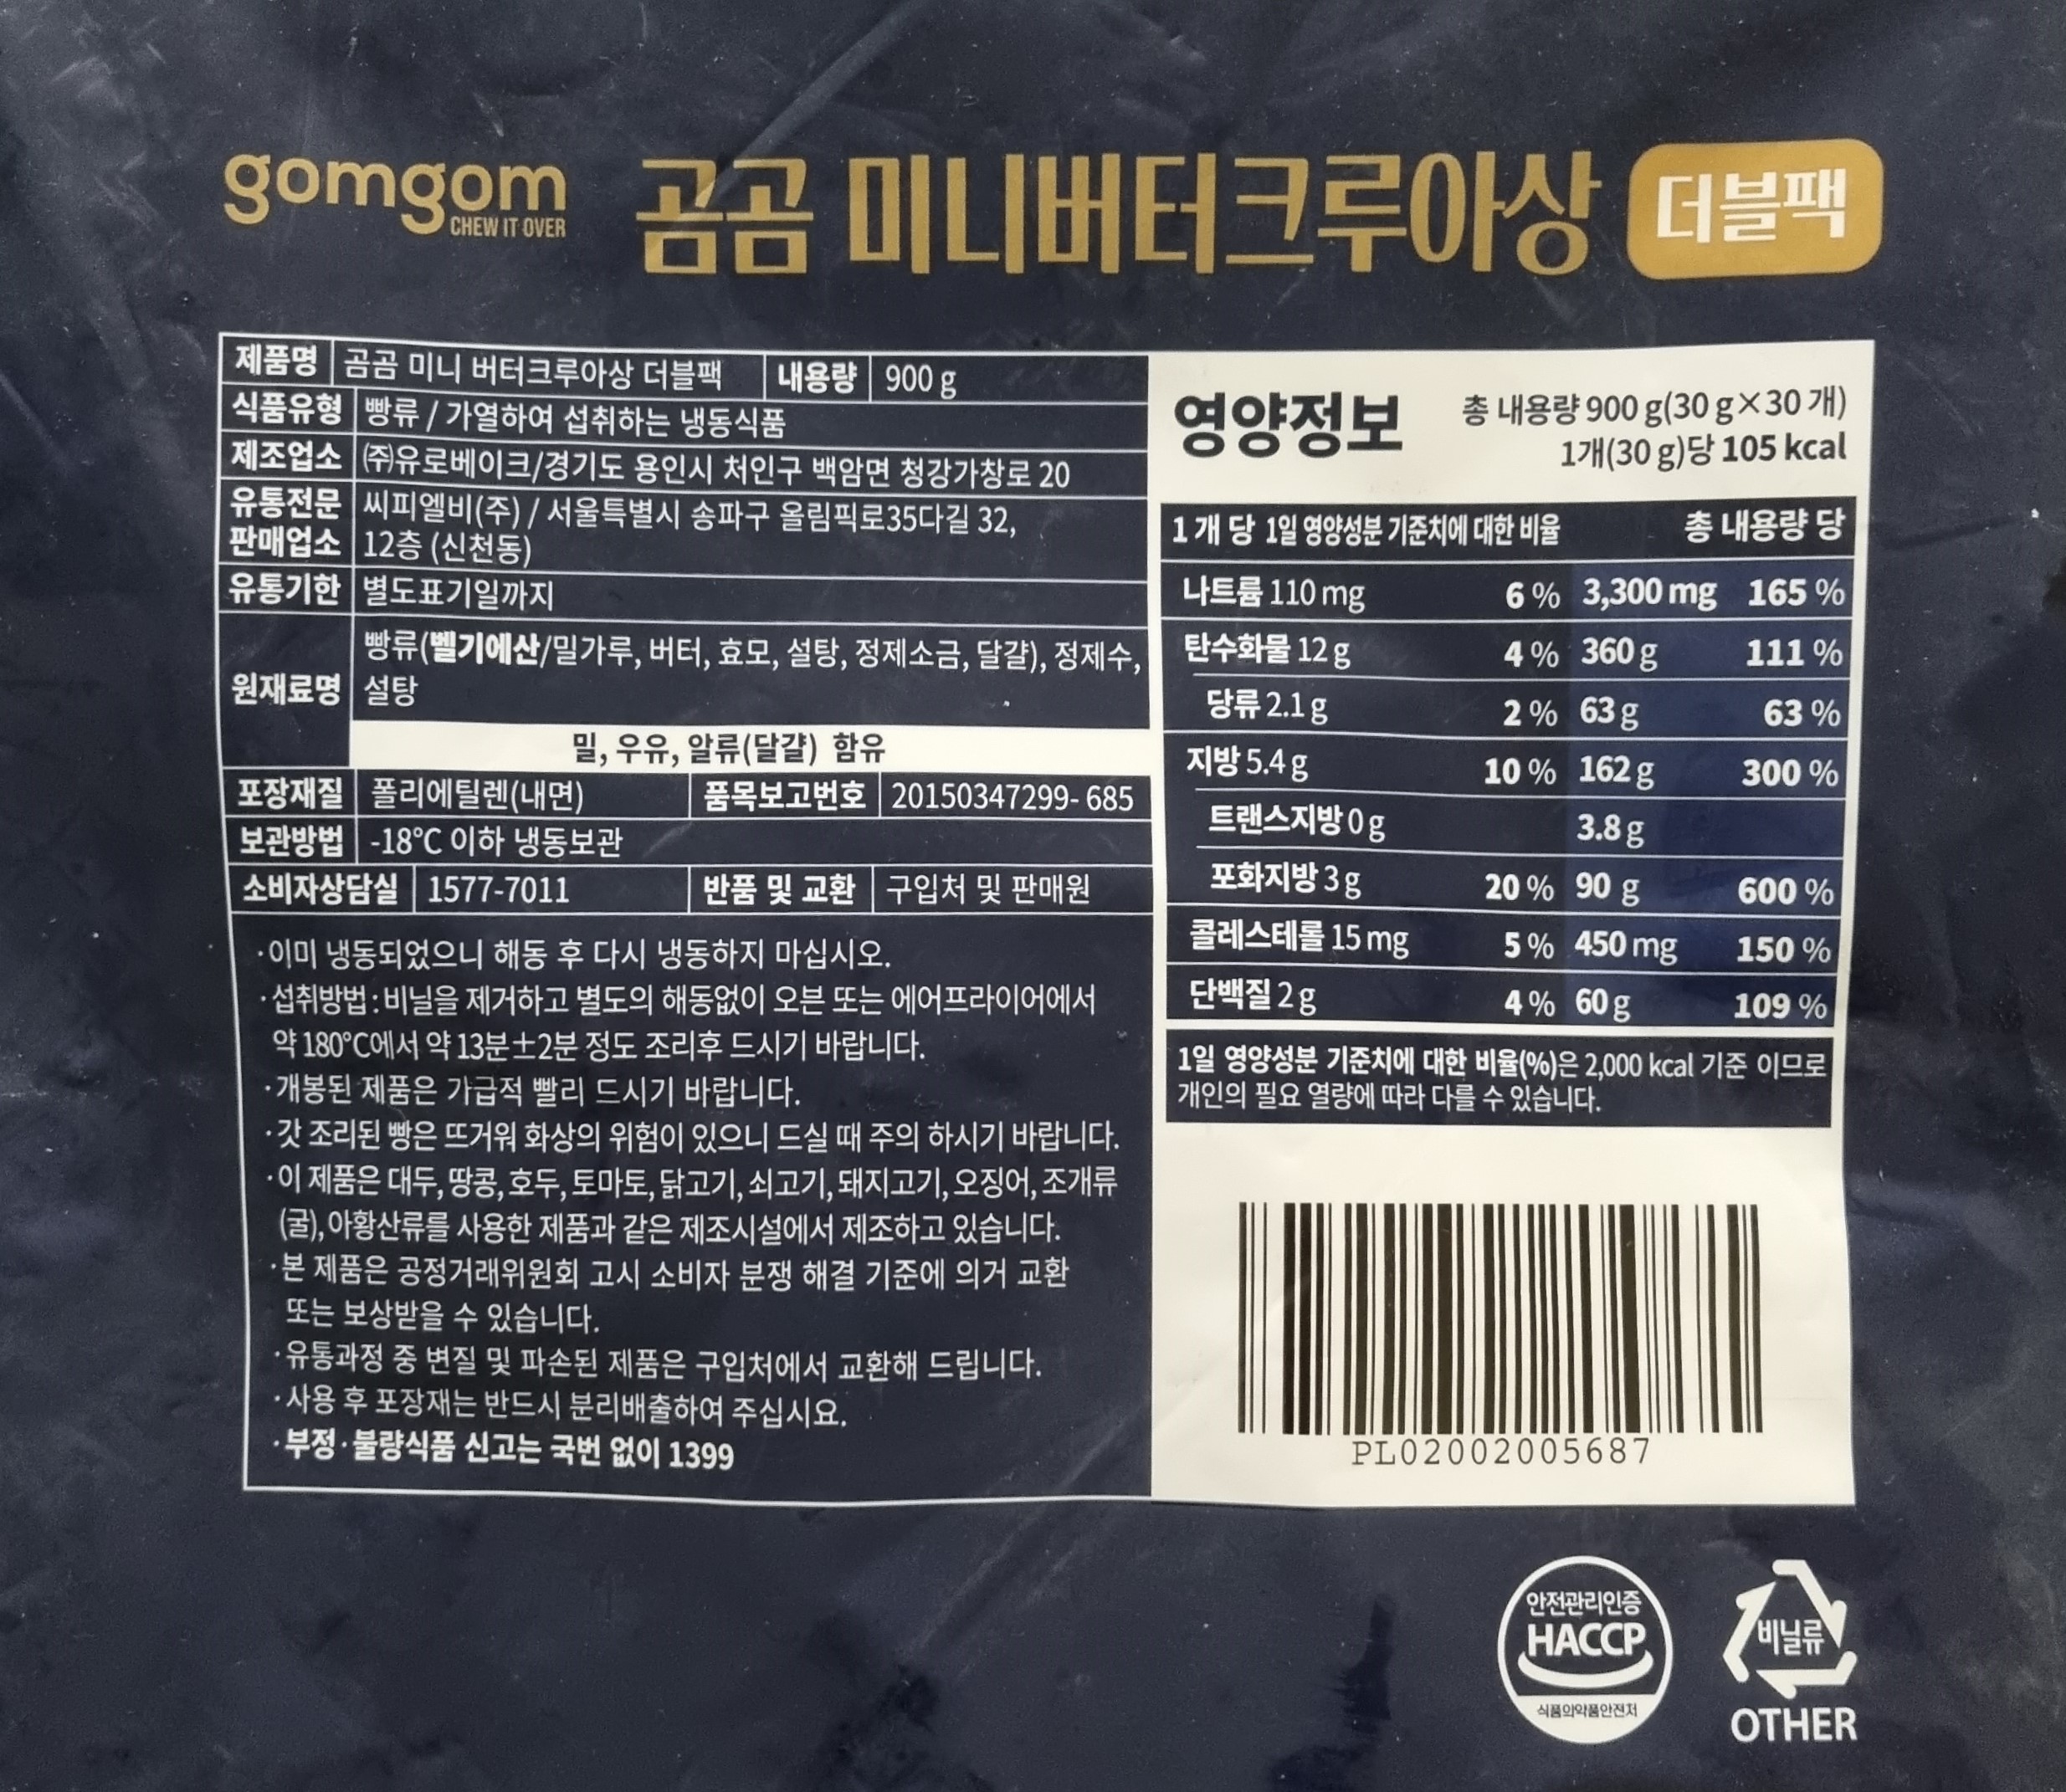 gomgom
CHEW IT OVER
곰곰 미니버터크루아상 더블팩
제품명 곰곰 미니 버터크루아상 더블팩 내용량 900 g
식품유형 빵류 / 가열하여 섭취하는 냉동식품
제조업소 ㈜유로베이크/경기도 용인시 처인구 백암면 청강가창로 20
유통전문 판매업소 씨피엘비(주) / 서울특별시 송파구 올림픽로35다길 32,
12층 (신천동)
유통기한 별도표기일까지
원재료명 빵류(벨기에산/밀가루, 버터, 효모, 설탕, 정제소금, 달걀), 정제수,
설탕
밀, 우유, 알류(달걀) 함유
포장재질 폴리에틸렌(내면) 품목보고번호 20150347299- 685
보관방법 -18℃ 이하 냉동보관
소비자상담실 1577-7011 반품 및 교환 구입처 및 판매원
·이미 냉동되었으니 해동 후 다시 냉동하지 마십시오.
·섭취방법:비닐을 제거하고 별도의 해동없이 오븐 또는 에어프라이어에서
약 180℃에서 약 13분±2분 정도 조리후 드시기 바랍니다.
·개봉된 제품은 가급적 빨리 드시기 바랍니다.
·갓 조리된 빵은 뜨거워 화상의 위험이 있으니 드실 때 주의 하시기 바랍니다.
·이 제품은 대두, 땅콩, 호두, 토마토, 닭고기, 쇠고기, 돼지고기, 오징어, 조개류
(굴), 아황산류를 사용한 제품과 같은 제조시설에서 제조하고 있습니다.
·본 제품은 공정거래위원회 고시 소비자 분쟁 해결 기준에 의거 교환
또는 보상받을 수 있습니다.
·유통과정 중 변질 및 파손된 제품은 구입처에서 교환해 드립니다.
·사용 후 포장재는 반드시 분리배출하여 주십시요.
·부정·불량식품 신고는 국번 없이 1399
영양정보
총 내용량 900 g(30 g×30 개)
1개(30 g)당 105 kcal
1 개 당 1일 영양성분 기준치에 대한 비율 총 내용량 당
나트륨 110 mg 6 % 3,300 mg 165 %
탄수화물 12 g 4 % 360 g 111 %
당류 2.1 g 2 % 63 g 63 %
지방 5.4 g 10 % 162 g 300 %
트랜스지방 0 g 3.8 g
포화지방 3 g 20 % 90 g 600 %
콜레스테롤 15 mg 5 % 450 mg 150 %
단백질 2 g 4 % 60 g 109 %
1일 영양성분 기준치에 대한 비율(%)은 2,000 kcal 기준 이므로
개인의 필요 열량에 따라 다를 수 있습니다.
PL02002005687
안전관리인증
HACCP
식품의약품안전처
비닐류
OTHER